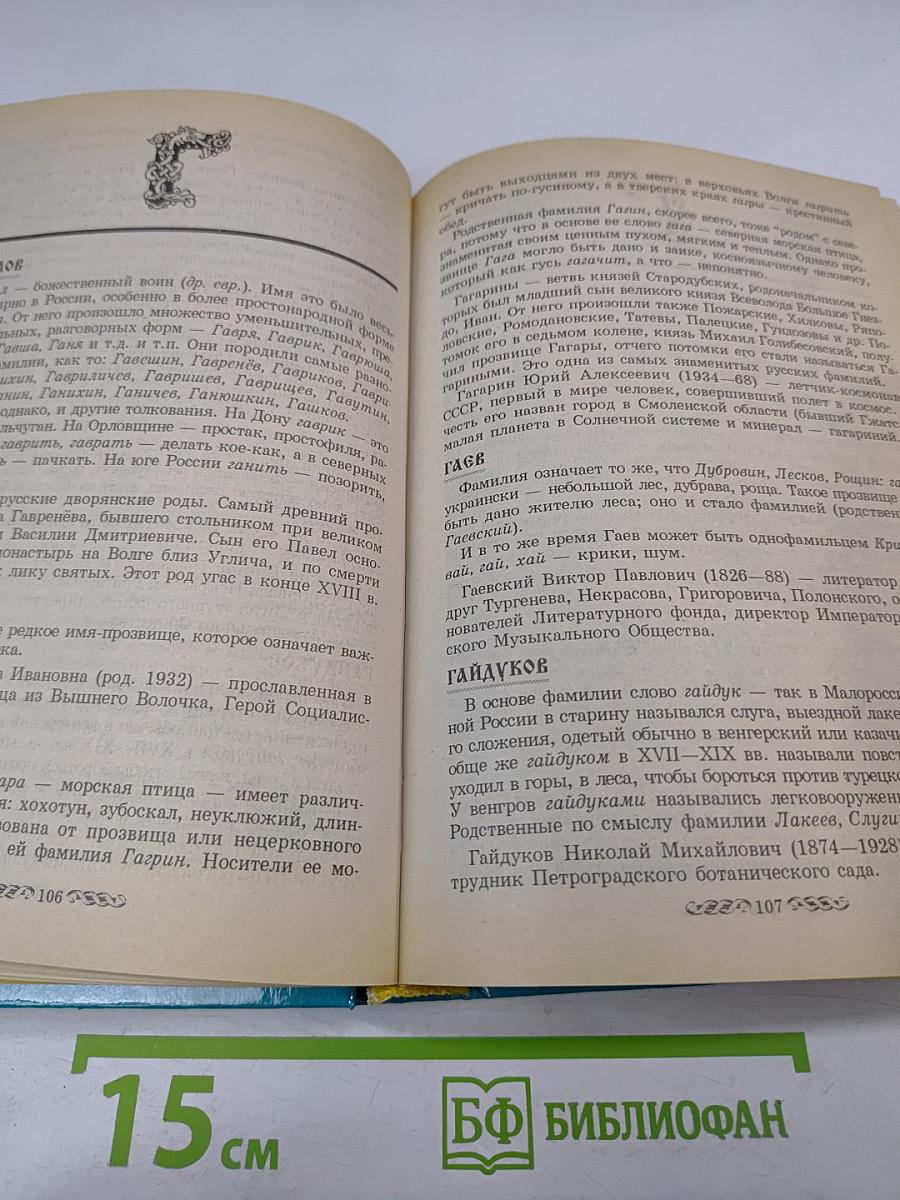 Г
ЛОВ
л — божественный воин (др. евр.). Имя это было весь-
ярно в России, особенно в более простонародной форме
. От него произошло множество уменьшительных, пре-
льных, разговорных форм — Гавря, Гаврик, Гаврюша,
Гавша, Ганя и т.д. и т.п. Они породили самые разно-
амилии, как то: Гавешин, Гавренёв, Гавриков, Гаври-
нихин, Гавриличев, Гавришев, Гаврищев, Гавутин,
анин, Ганихин, Ганичев, Ганюшкин, Гашков.
однако, и другие толкования. На Дону гаврик — это
льчуган. На Орловщине — простак, простофиля, ра-
гаврить, гаврать — делать кое-как, а в северных
ь — пачкать. На юге России ганить — позорить,
русские дворянские роды. Самый древний про-
а Гавренёва, бывшего стольником при великом
и Василии Дмитриевиче. Сын его Павел осно-
монастырь на Волге близ Углича, и по смерти
к лику святых. Этот род угас в конце XVIII в.
е редкое имя-прозвище, которое означает важ-
ка.
а Ивановна (род. 1932) — прославленная в
ца из Вышнего Волочка, Герой Социалис-
ара — морская птица — имеет различ-
я: хохотун, зубоскал, неуклюжий, длин-
зована от прозвища или нецерковного
ей фамилия Гагрин. Носители ее мо-
106
гут быть выходцами из двух мест: в верховьях Волги гагрить
— кричать по-гусиному, а в тверских краях гагры — крестинный
обед.
Родственная фамилия Гагин, скорее всего, тоже "родом" с севе-
ра, потому что в основе ее слово гага — северная морская птица,
знаменитая своим ценным пухом, мягким и теплым. Однако про-
звище Гага могло быть дано и заике, косноязычному человеку,
который как гусь гагачит, а что — непонятно.
Гагарины — ветвь князей Стародубских, родоначальником ко-
торых был младший сын великого князя Всеволода Большое Гнез-
до, Иван. От него произошли также Пожарские, Хилковы, Ряпо-
ловские, Ромодановские, Татевы, Палецкие, Гундосовы и др. По-
томок его в седьмом колене, князь Михаил Голибесовский, полу-
чил прозвище Гагары, отчего потомки его стали называться Га-
гариными. Это одна из самых знаменитых русских фамилий.
Гагарин Юрий Алексеевич (1934—68) — летчик-космонав
СССР, первый в мире человек, совершивший полет в космос.
честь его назван город в Смоленской области (бывший Гжатс
малая планета в Солнечной системе и минерал — гагариний.
ГАЕВ
Фамилия означает то же, что Дубровин, Лесков, Рощин: га
украински — небольшой лес, дубрава, роща. Такое прозвище
быть дано жителю леса; оно и стало фамилией (родствен
Гаевский).
И в то же время Гаев может быть однофамильцем Кри
вай, гай, хай — крики, шум.
Гаевский Виктор Павлович (1826—88) — литератор
друг Тургенева, Некрасова, Григоровича, Полонского, о
нователей Литературного фонда, директор Император
ского Музыкального Общества.
ГАЙДУКОВ
В основе фамилии слово гайдук — так в Малоросси
ной России в старину назывался слуга, выездной лаке
го сложения, одетый обычно в венгерский или казачи
обще же гайдуком в XVII—XIX вв. называли повст
уходил в горы, в леса, чтобы бороться против турецко
У венгров гайдуками назывались легковооружен
Родственные по смыслу фамилии Лакеев, Слуги
Гайдуков Николай Михайлович (1874—1928)
трудник Петроградского ботанического сада.
107
15 см
БФ БИБЛИОФАН